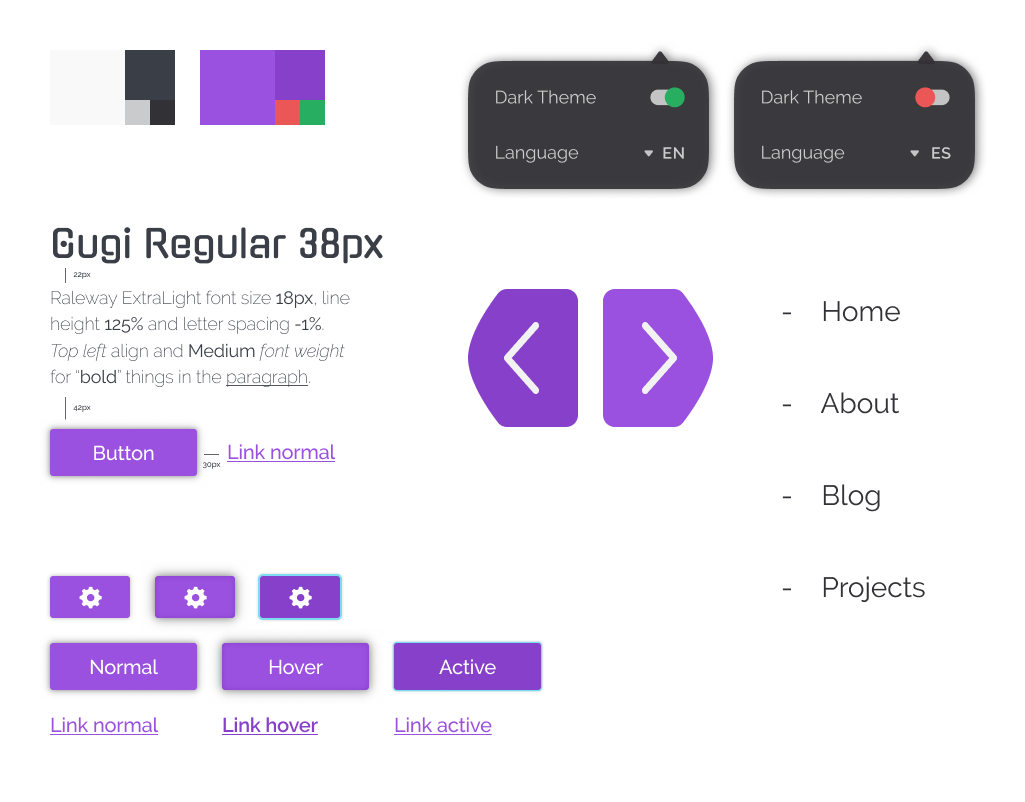 Dark Theme
Language
EN
Dark Theme
Language
ES
Gugi Regular 38px
22px
Raleway ExtraLight font size 18px, line
height 125% and letter spacing -1%.
Top left align and Medium font weight
for “bold” things in the paragraph.
42px
Button
30px
Link normal
- Home
- About
- Blog
- Projects
Normal
Hover
Active
Link normal
Link hover
Link active